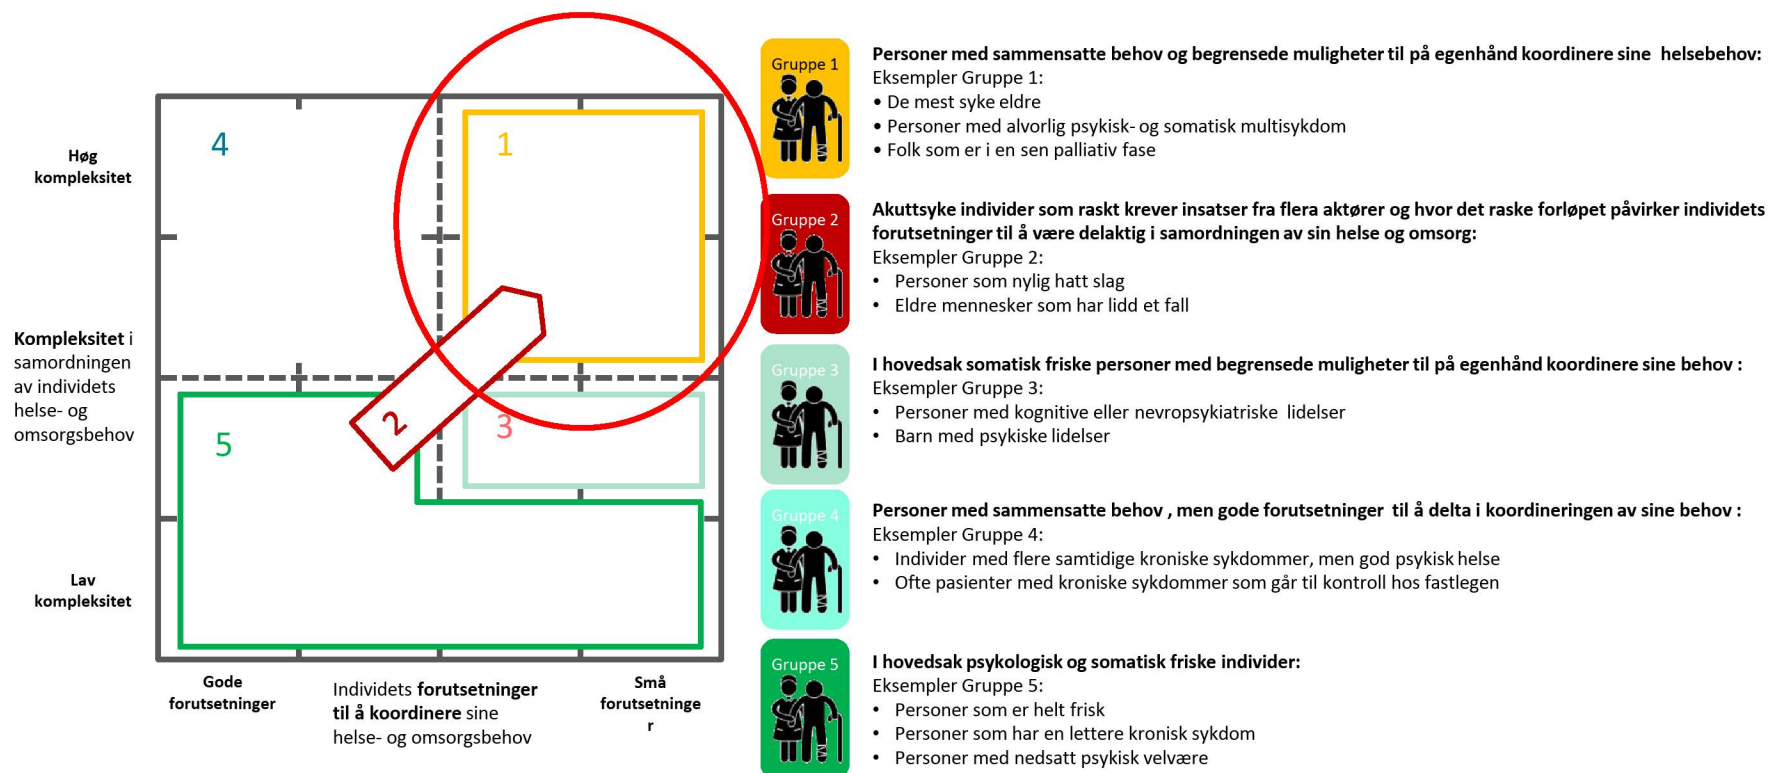 Høg
kompleksitet
4
1
Kompleksitet i
samordningen
av individets
helse- og
omsorgsbehov
2
3
5
Lav
kompleksitet
Gode
forutsetninger
Individets forutsetninger
til å koordinere sine
helse- og omsorgsbehov
Små
forutsetninge
r
Gruppe 1
Personer med sammensatte behov og begrensede muligheter til på egenhånd koordinere sine helsebehov:
Eksempler Gruppe 1:
• De mest syke eldre
• Personer med alvorlig psykisk- og somatisk multisykdom
• Folk som er i en sen palliativ fase
Gruppe 2
Akuttsyke individer som raskt krever insatser fra flera aktører og hvor det raske forløpet påvirker individets
forutsetninger til å være delaktig i samordningen av sin helse og omsorg:
Eksempler Gruppe 2:
• Personer som nylig hatt slag
• Eldre mennesker som har lidd et fall
Gruppe 3
I hovedsak somatisk friske personer med begrensede muligheter til på egenhånd koordinere sine behov :
Eksempler Gruppe 3:
• Personer med kognitive eller nevropsykiatriske lidelser
• Barn med psykiske lidelser
Gruppe 4
Personer med sammensatte behov , men gode forutsetninger til å delta i koordineringen av sine behov :
Eksempler Gruppe 4:
• Individer med flere samtidige kroniske sykdommer, men god psykisk helse
• Ofte pasienter med kroniske sykdommer som går til kontroll hos fastlegen
Gruppe 5
I hovedsak psykologisk og somatisk friske individer:
Eksempler Gruppe 5:
• Personer som er helt frisk
• Personer som har en lettere kronisk sykdom
• Personer med nedsatt psykisk velvære